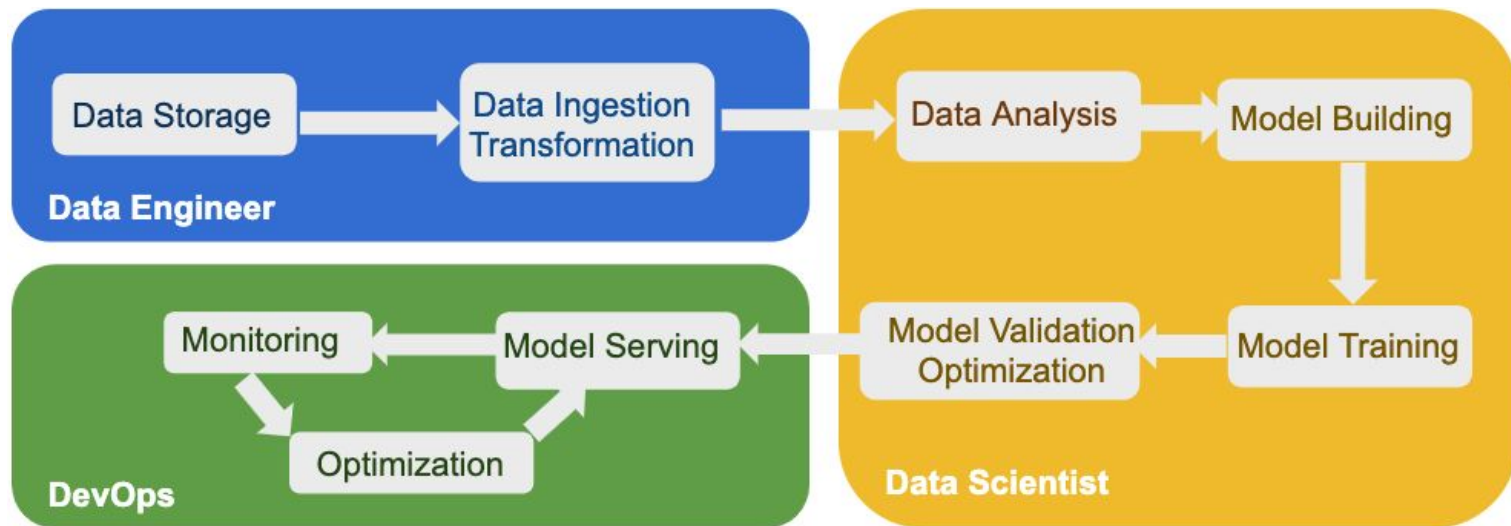 Data Storage
Data Ingestion
Transformation
Data Engineer
Data Analysis
Model Building
Model Training
Model Validation
Optimization
Data Scientist
Model Serving
Monitoring
Optimization
DevOps